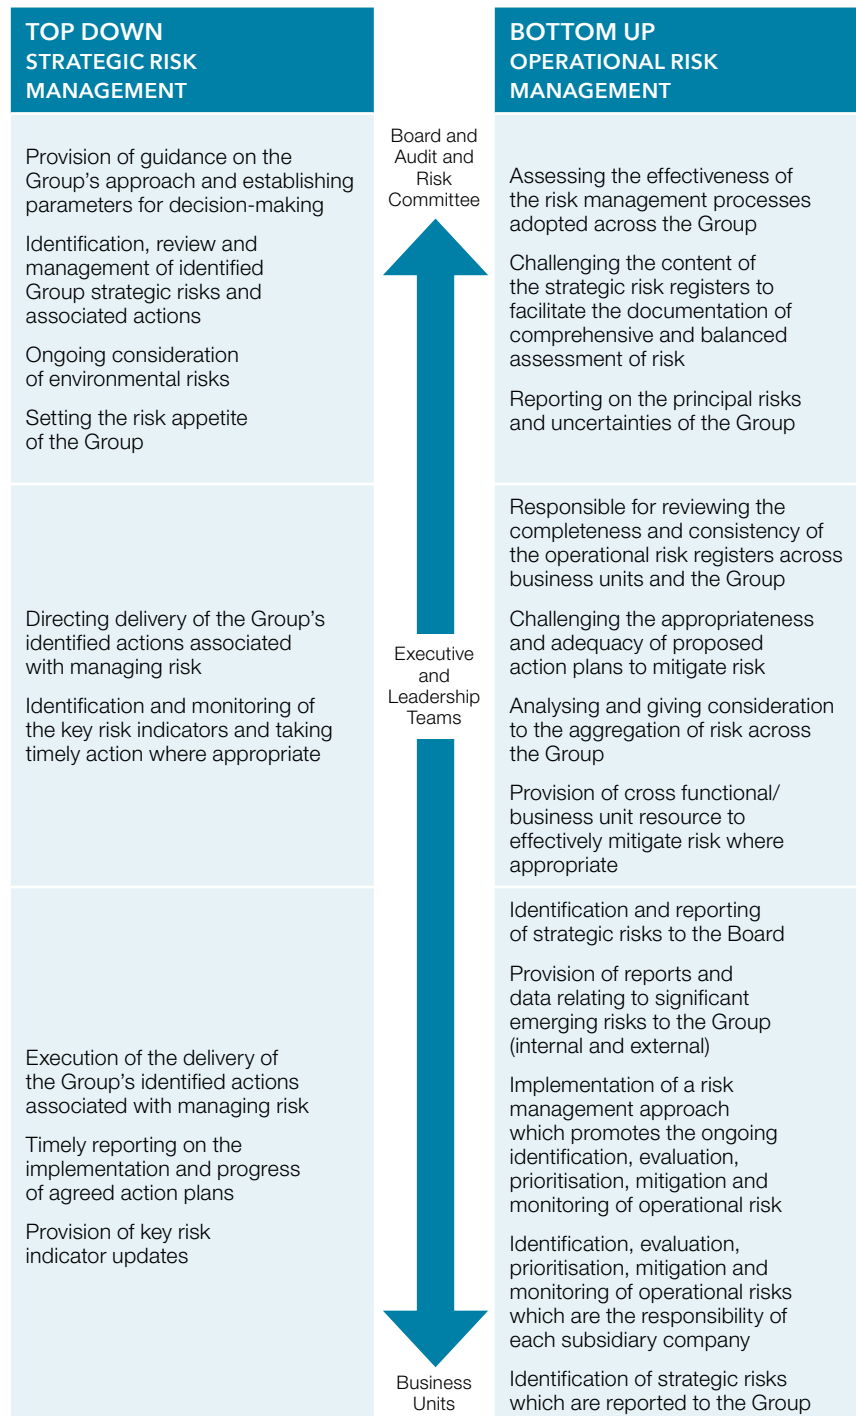 TOP DOWN
STRATEGIC RISK
MANAGEMENT
BOTTOM UP
OPERATIONAL RISK
MANAGEMENT
Provision of guidance on the
Group's approach and establishing
parameters for decision-making
Identification, review and
management of identified
Group strategic risks and
associated actions
Ongoing consideration
of environmental risks
Setting the risk appetite
of the Group
Board and
Audit and
Risk
Committee
Assessing the effectiveness of
the risk management processes
adopted across the Group
Challenging the content of
the strategic risk registers to
facilitate the documentation of
comprehensive and balanced
assessment of risk
Reporting on the principal risks
and uncertainties of the Group
Directing delivery of the Group's
identified actions associated
with managing risk
Identification and monitoring of
the key risk indicators and taking
timely action where appropriate
Executive
and
Leadership
Teams
Responsible for reviewing the
completeness and consistency of
the operational risk registers across
business units and the Group
Challenging the appropriateness
and adequacy of proposed
action plans to mitigate risk
Analysing and giving consideration
to the aggregation of risk across
the Group
Provision of cross functional/
business unit resource to
effectively mitigate risk where
appropriate
Execution of the delivery of
the Group's identified actions
associated with managing risk
Timely reporting on the
implementation and progress
of agreed action plans
Provision of key risk
indicator updates
Business
Units
Identification and reporting
of strategic risks to the Board
Provision of reports and
data relating to significant
emerging risks to the Group
(internal and external)
Implementation of a risk
management approach
which promotes the ongoing
identification, evaluation,
prioritisation, mitigation and
monitoring of operational risk
Identification, evaluation,
prioritisation, mitigation and
monitoring of operational risks
which are the responsibility of
each subsidiary company
Identification of strategic risks
which are reported to the Group